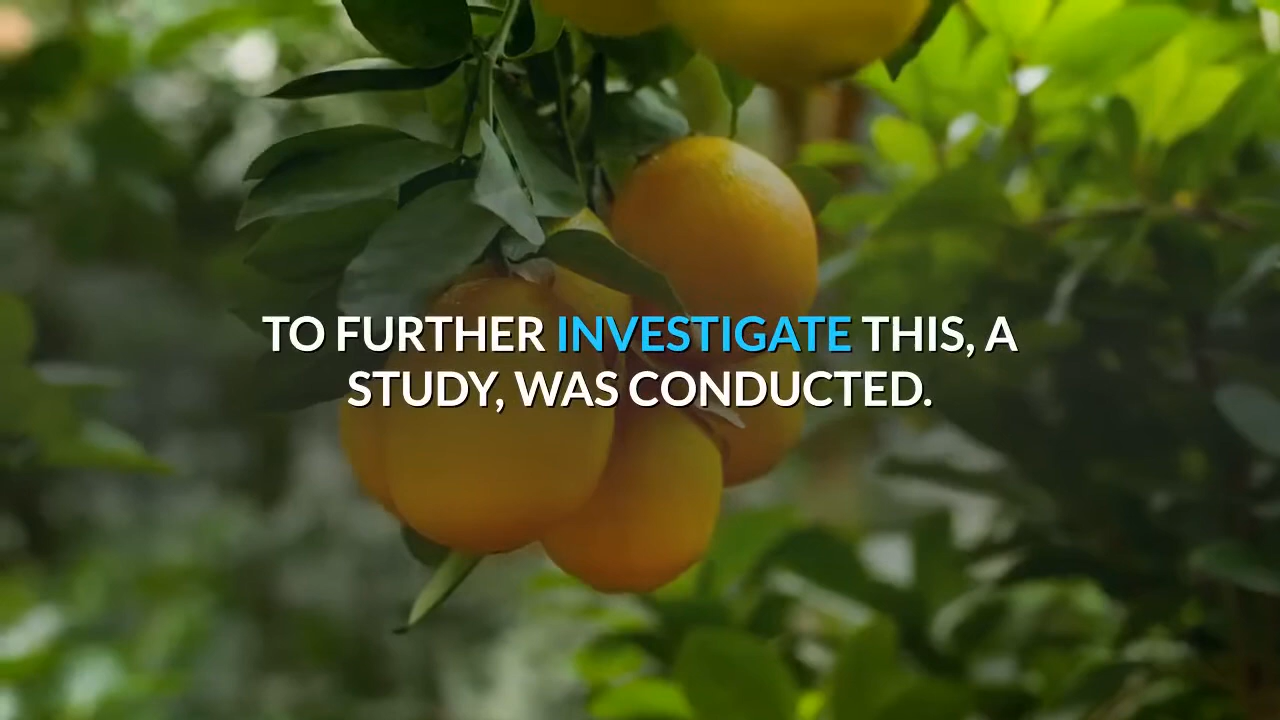 TO FURTHER INVESTIGATE THIS, A
STUDY, WAS CONDUCTED.